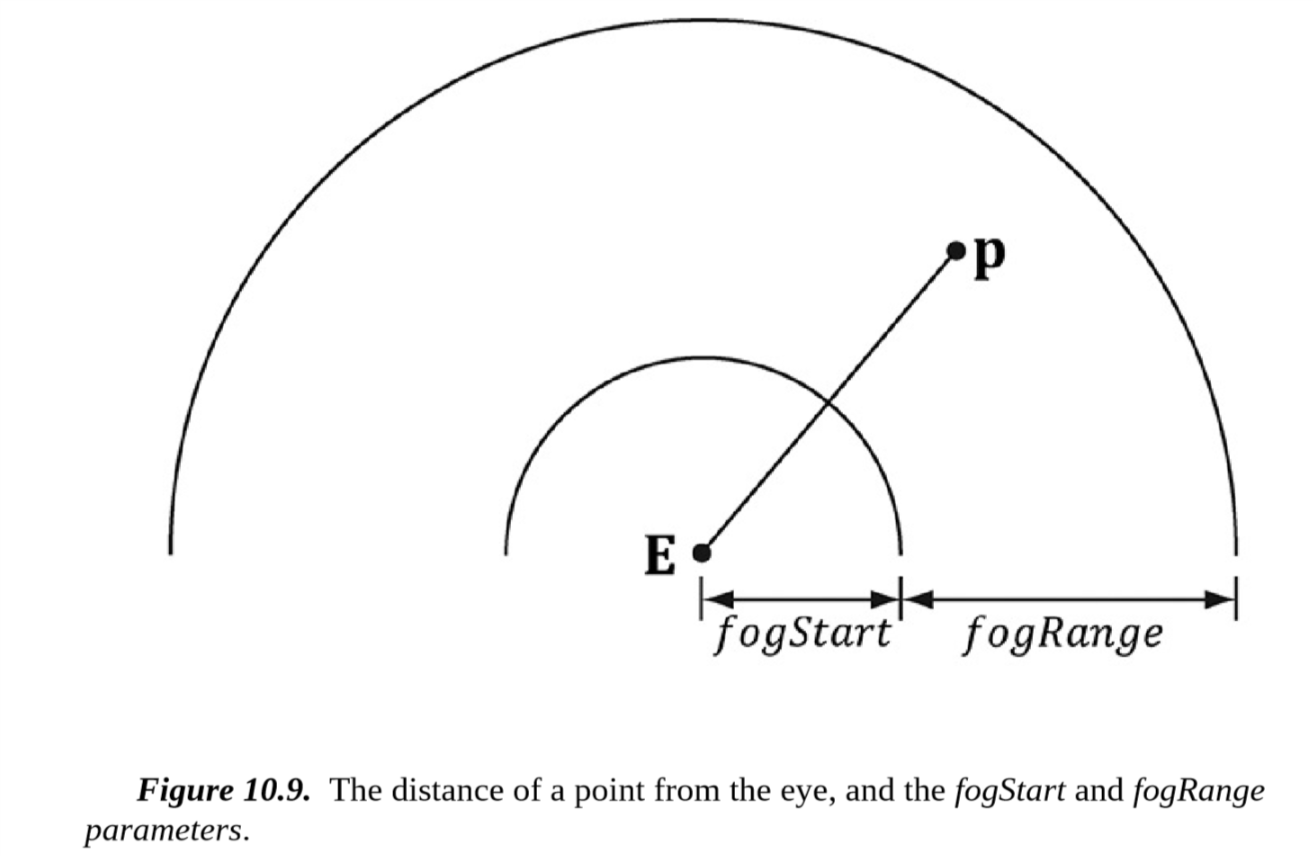 p
E
fogStart fogRange
Figure 10.9. The distance of a point from the eye, and the fogStart and fogRange
parameters.